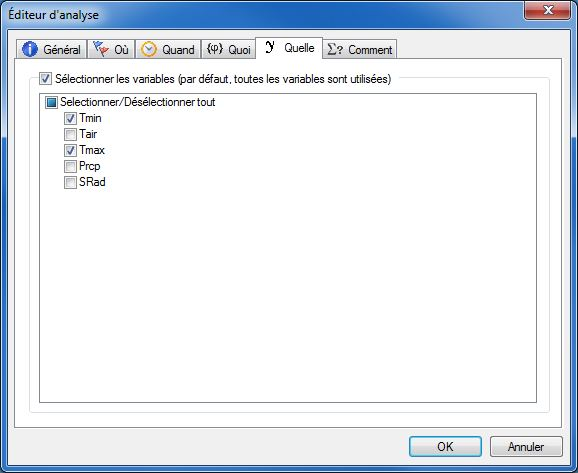 Éditeur d'analyse
Général Où Quand {φ} Quoi y Quelle Σ? Comment
Sélectionner les variables (par défaut, toutes les variables sont utilisées)
Selectionner/Désélectionner tout
Tmin
Tair
Tmax
Prcp
SRad
OK Annuler